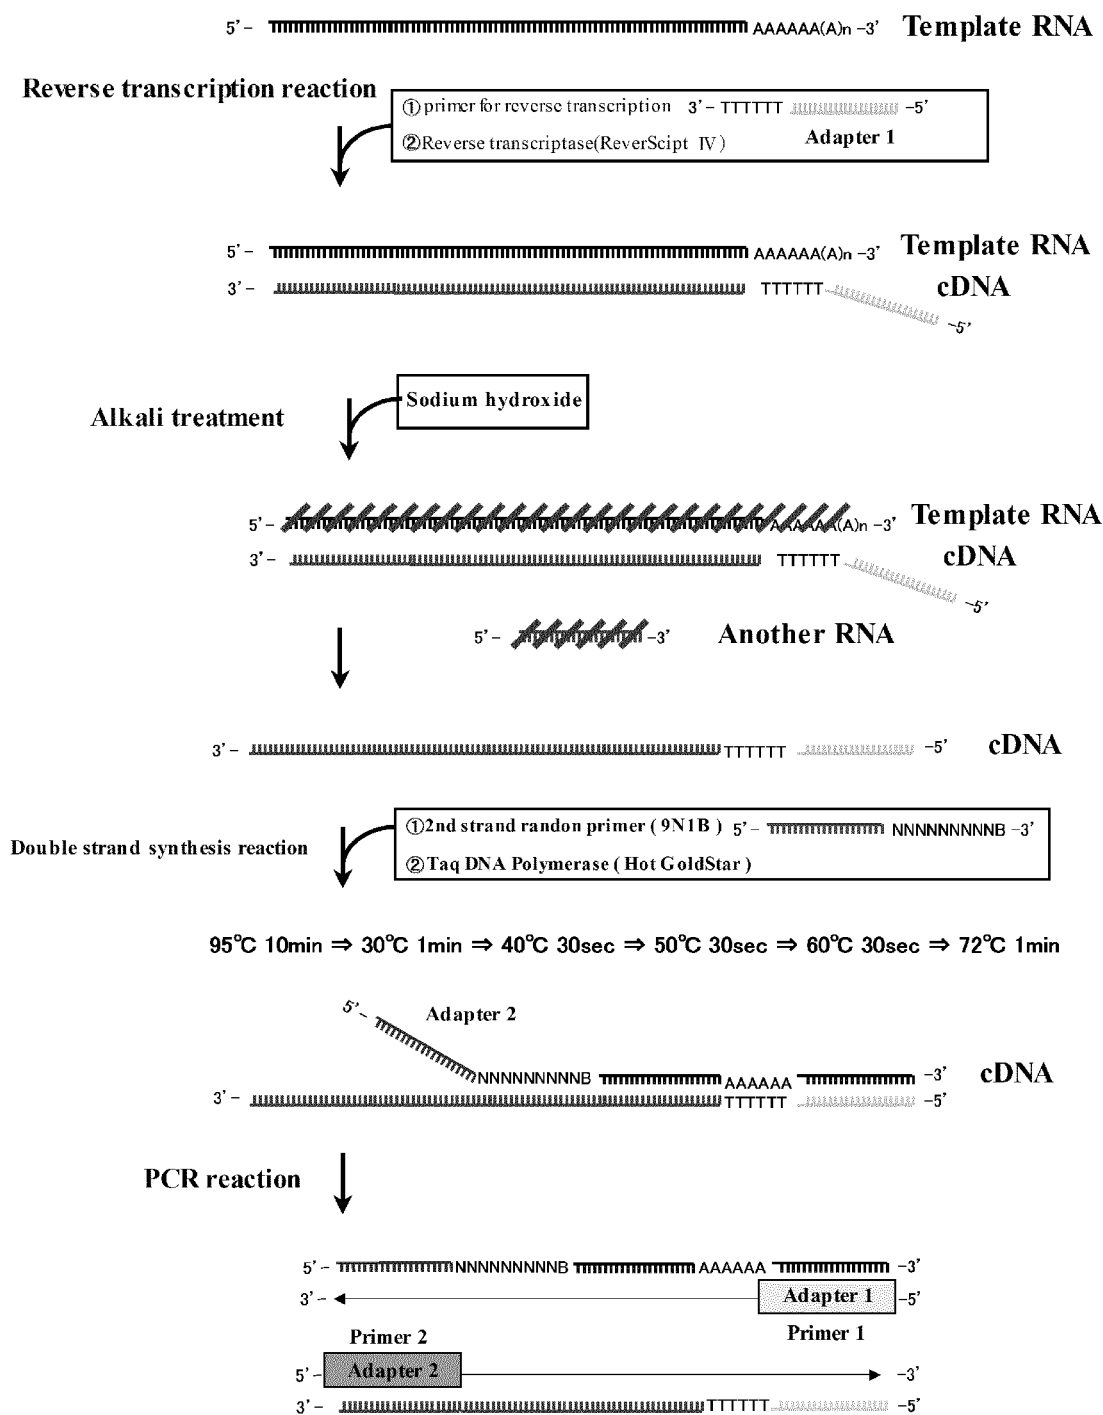 5'- AAAAAA(A)n -3' Template RNA
Reverse transcription reaction
①primer for reverse transcription 3'- TTTTTT -5'
②Reverse transcriptase(ReverScipt IV) Adapter 1
5'- AAAAAA(A)n -3' Template RNA
3'- TTTTTT cDNA
-5'
Alkali treatment
Sodium hydroxide
5'- AAAAAA(A)n -3' Template RNA
3'- TTTTTT cDNA
-5'
5'- -3' Another RNA
3'- TTTTTT -5' cDNA
Double strand synthesis reaction
①2nd strand randon primer ( 9N1B ) 5'- NNNNNNNNNB -3'
②Taq DNA Polymerase ( Hot GoldStar )
95℃ 10min ⇒ 30℃ 1min ⇒ 40℃ 30sec ⇒ 50℃ 30sec ⇒ 60℃ 30sec ⇒ 72℃ 1min
5'- Adapter 2
NNNNNNNNNB AAAAAA -3' cDNA
3'- TTTTTT -5'
PCR reaction
5'- NNNNNNNNNB AAAAAA -3'
3'- Adapter 1 -5'
Primer 2 Primer 1
5'- Adapter 2 -3'
3'- TTTTTT -5'